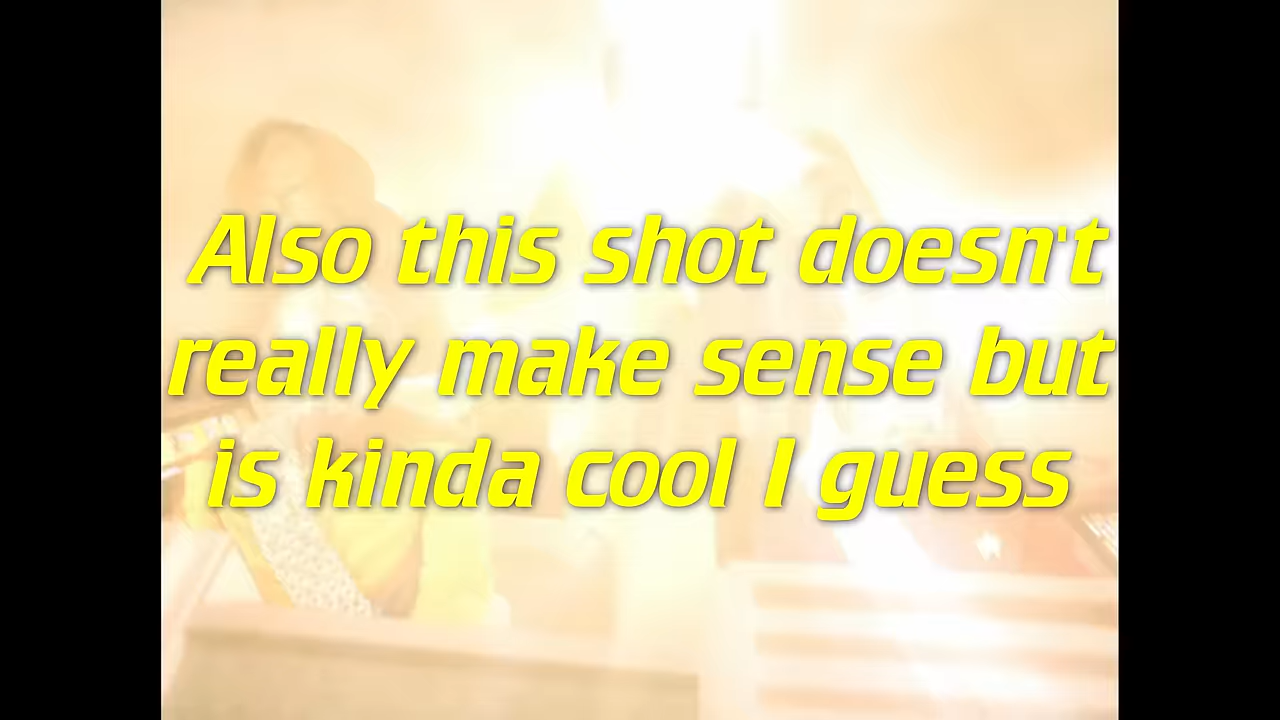 Also this shot doesn't
really make sense but
is kinda cool I guess